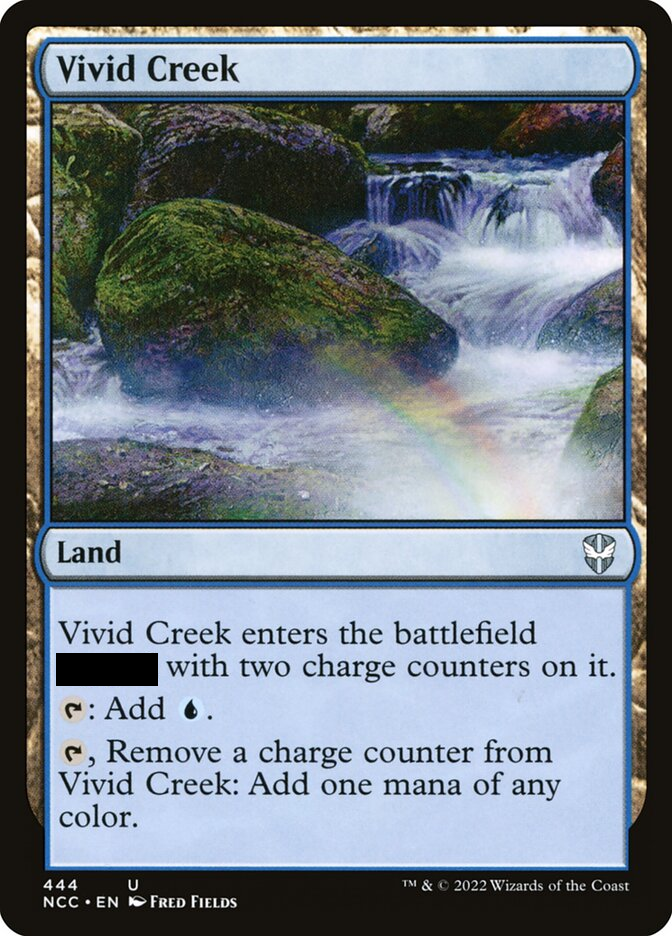 Vivid Creek
Land
Vivid Creek enters the battlefield
with two charge counters on it.
: Add .
, Remove a charge counter from
Vivid Creek: Add one mana of any
color.
444 U
™ & © 2022 Wizards of the Coast
NCC • EN Fred Fields